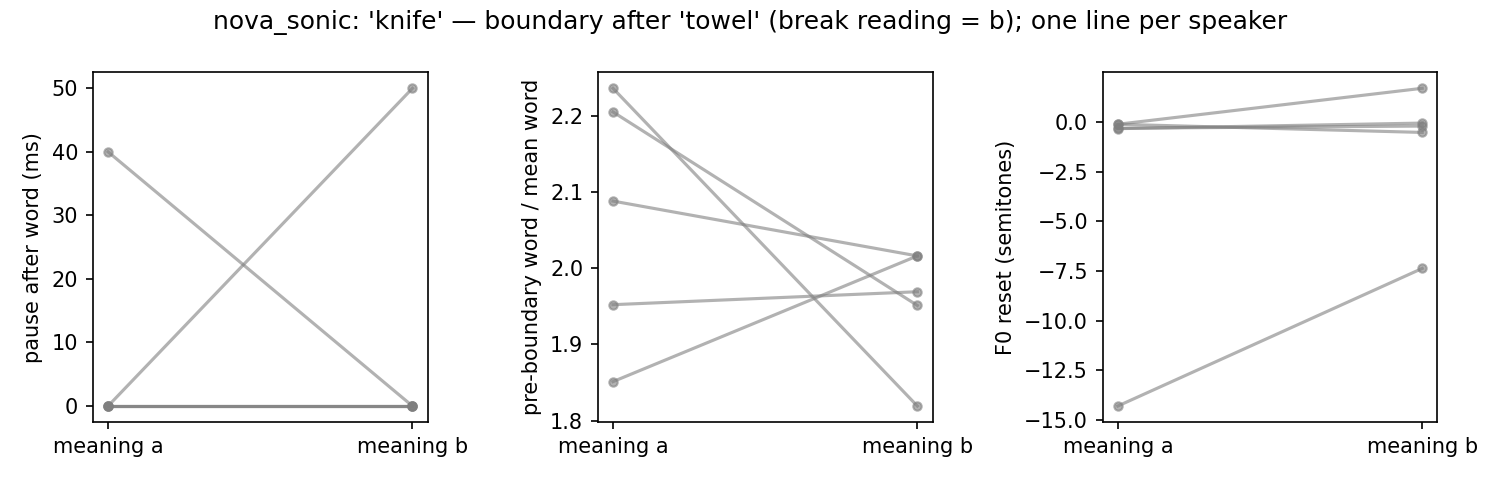 nova_sonic: 'knife' — boundary after 'towel' (break reading = b); one line per speaker
pause after word (ms)
50
40
30
20
10
0
meaning a
meaning b
pre-boundary word / mean word
2.2
2.1
2.0
1.9
1.8
meaning a
meaning b
F0 reset (semitones)
0.0
−2.5
−5.0
−7.5
−10.0
−12.5
−15.0
meaning a
meaning b